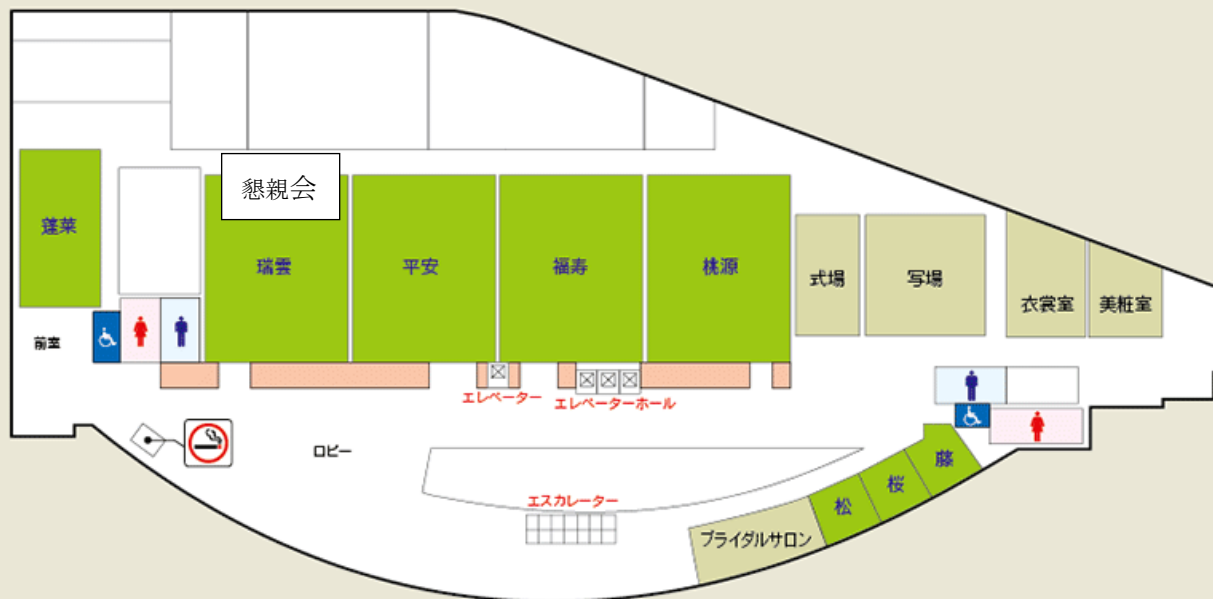 懇親会
蓬莱
瑞雲
平安
福寿
桃源
式場
写場
衣裳室
美粧室
前室
エレベーター
エレベーターホール
ロビー
エスカレーター
藤
桜
松
ブライダルサロン